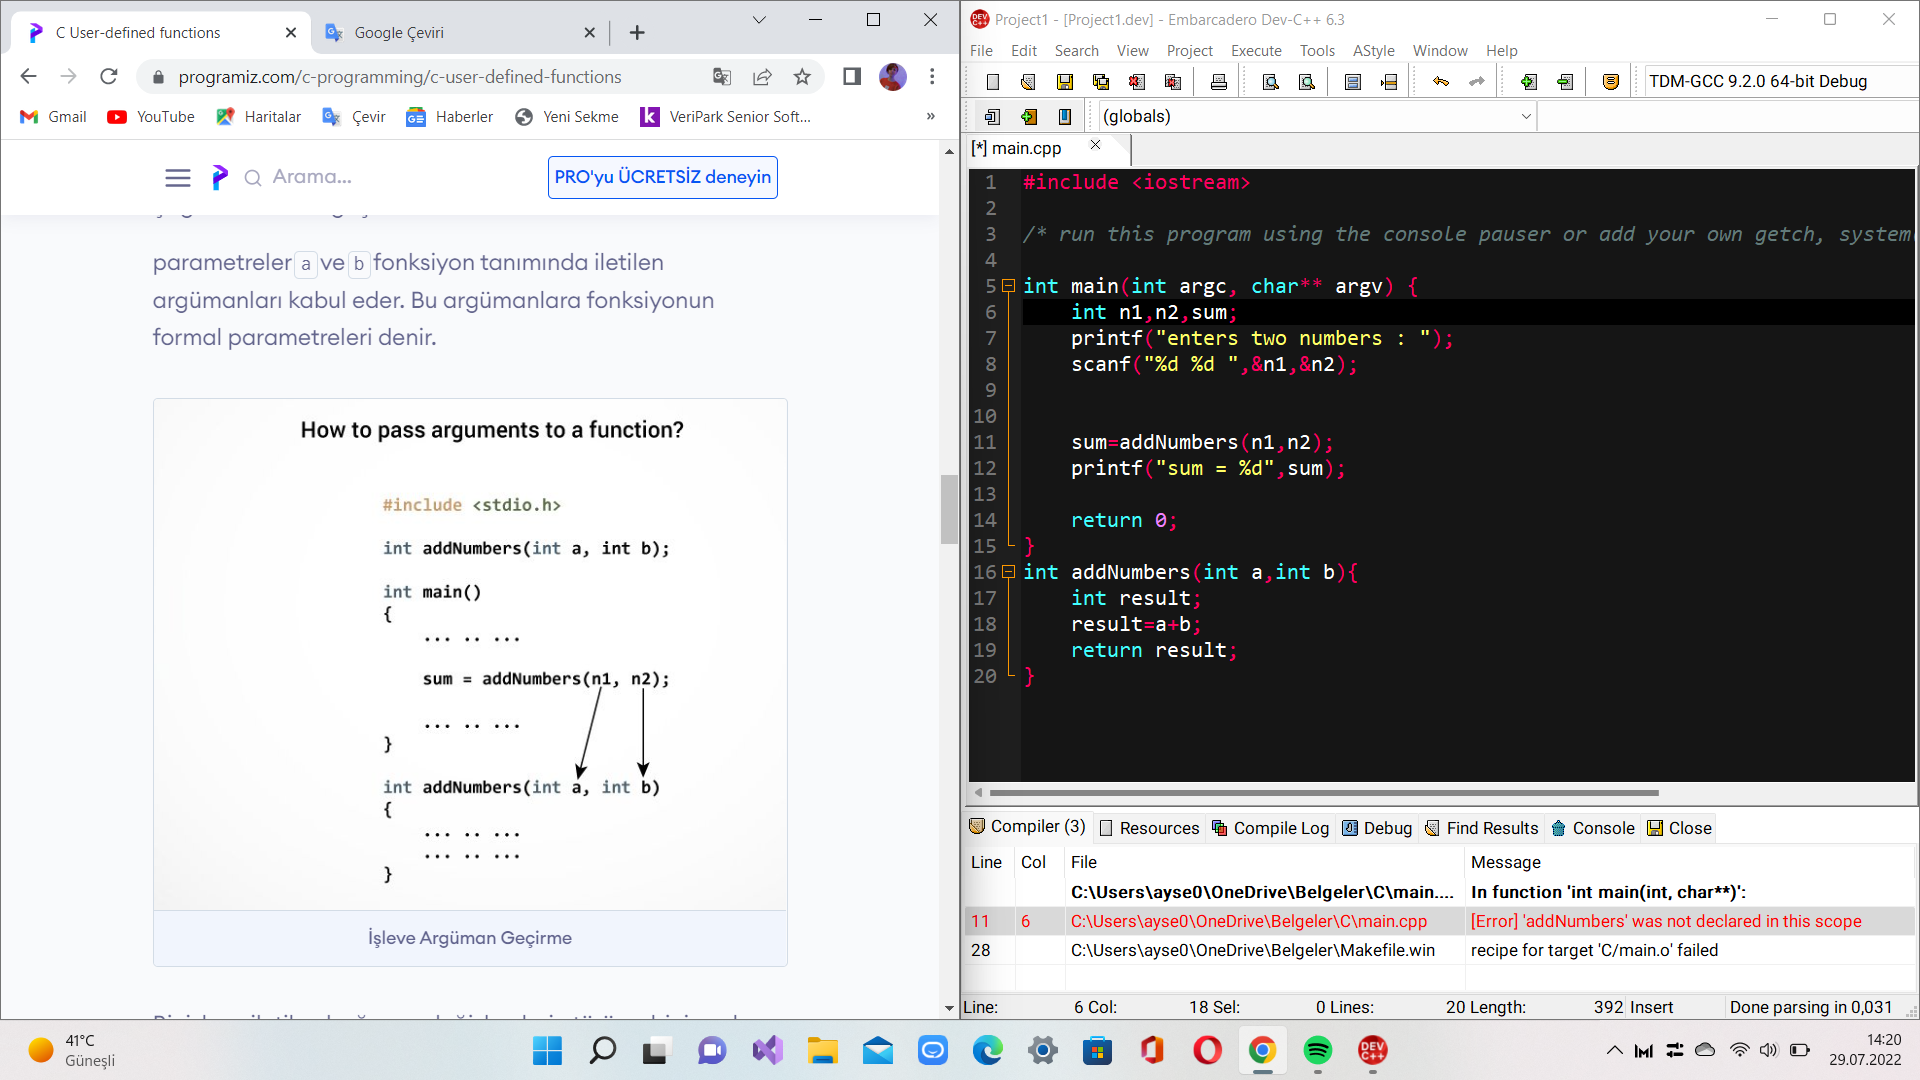 C User-defined functions
Google Çeviri
programiz.com/c-programming/c-user-defined-functions
Gmail YouTube Haritalar Çevir Haberler Yeni Sekme VeriPark Senior Soft... »
Arama...
PRO'yu ÜCRETSİZ deneyin
parametreler a ve b fonksiyon tanımında iletilen
argümanları kabul eder. Bu argümanlara fonksiyonun
formal parametreleri denir.
How to pass arguments to a function?
#include <stdio.h>
int addNumbers(int a, int b);
int main()
{
... .. ...
sum = addNumbers(n1, n2);
... .. ...
}
int addNumbers(int a, int b)
{
... .. ...
... .. ...
}
İşleve Argüman Geçirme
Project1 - [Project1.dev] - Embarcadero Dev-C++ 6.3
File Edit Search View Project Execute Tools AStyle Window Help
TDM-GCC 9.2.0 64-bit Debug
(globals)
[*] main.cpp
1 #include <iostream>
2
3 /* run this program using the console pauser or add your own getch, system
4
5 int main(int argc, char** argv) {
6 int n1,n2,sum;
7 printf("enters two numbers : ");
8 scanf("%d %d ",&n1,&n2);
9
10
11 sum=addNumbers(n1,n2);
12 printf("sum = %d",sum);
13
14 return 0;
15 }
16 int addNumbers(int a,int b){
17 int result;
18 result=a+b;
19 return result;
20 }
Compiler (3) Resources Compile Log Debug Find Results Console Close
Line Col File Message
C:\Users\ayse0\OneDrive\Belgeler\C\main.... In function 'int main(int, char**)':
11 6 C:\Users\ayse0\OneDrive\Belgeler\C\main.cpp [Error] 'addNumbers' was not declared in this scope
28 C:\Users\ayse0\OneDrive\Belgeler\Makefile.win recipe for target 'C/main.o' failed
Line: 6 Col: 18 Sel: 0 Lines: 20 Length: 392 Insert Done parsing in 0,031
41°C
Güneşli
DEV C++
14:20
29.07.2022